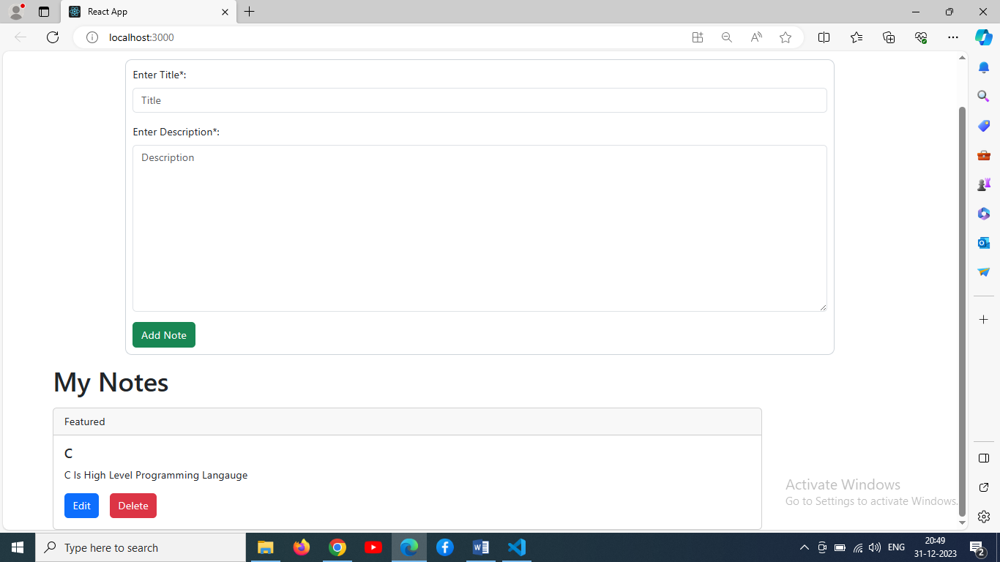 React App
localhost:3000
Enter Title*:
Title
Enter Description*:
Description
Add Note
My Notes
Featured
C
C Is High Level Programming Langauge
Edit
Delete
Activate Windows
Go to Settings to activate Windows.
Type here to search
ENG
20:49
31-12-2023
2